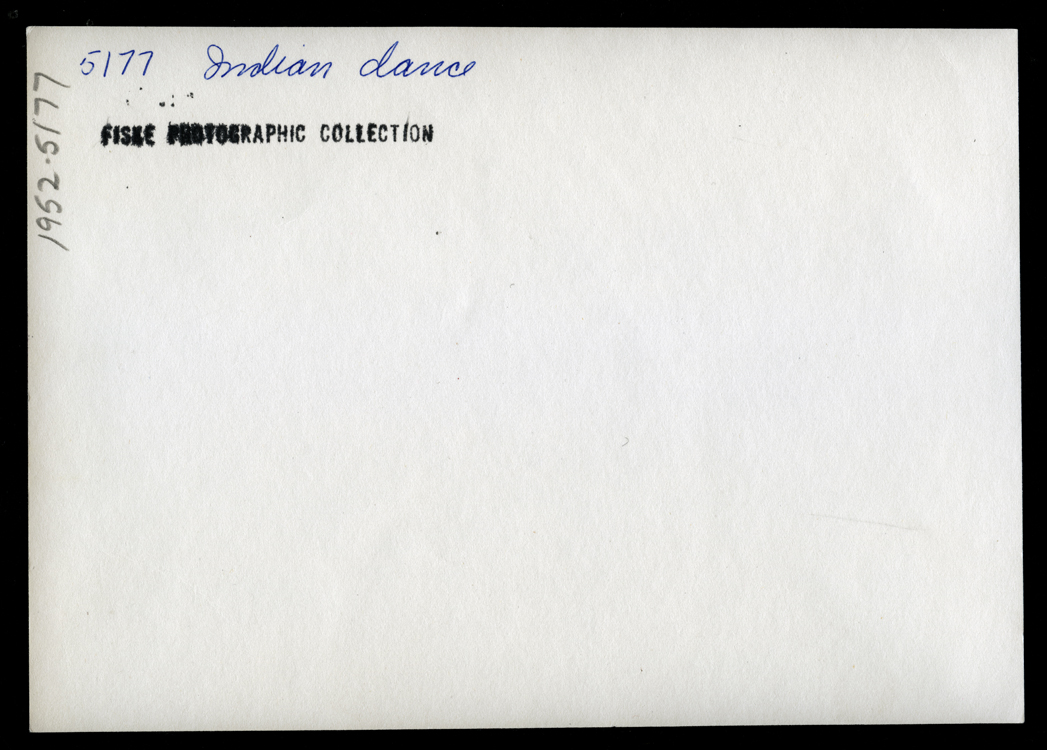 5177 Indian dance
FISKE PHOTOGRAPHIC COLLECTION
1952.5177